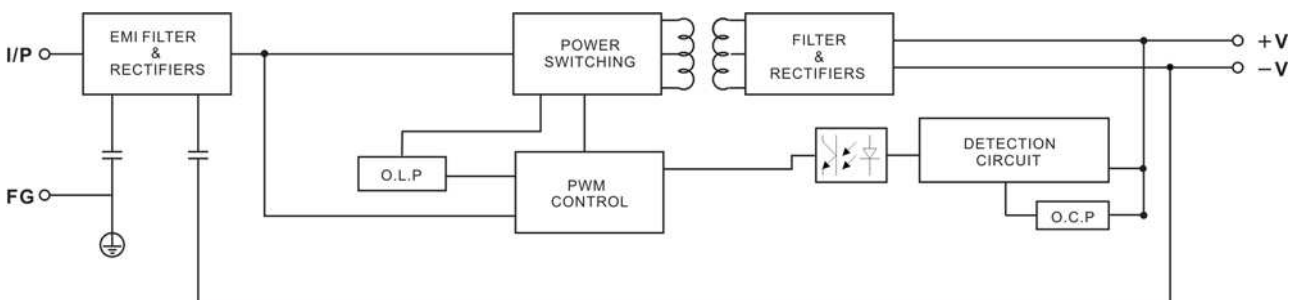 I/P
EMI FILTER
&
RECTIFIERS
POWER
SWITCHING
FILTER
&
RECTIFIERS
+V
−V
O.L.P
PWM
CONTROL
DETECTION
CIRCUIT
O.C.P
FG